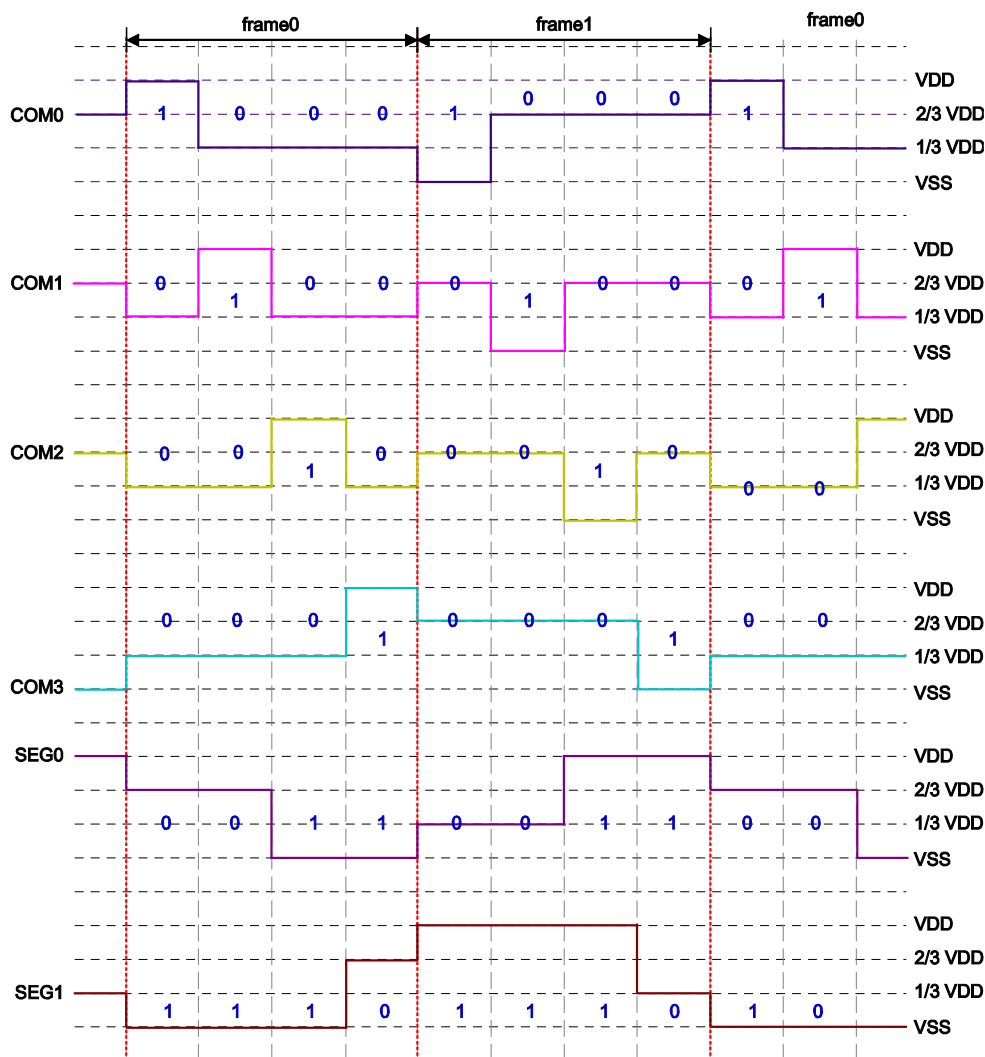 frame0 frame1 frame0
VDD
COM0 1 0 0 0 1 0 0 0 1 2/3 VDD
1/3 VDD
VSS
VDD
COM1 0 1 0 0 0 1 0 0 0 1 2/3 VDD
1/3 VDD
VSS
VDD
COM2 0 0 1 0 0 0 1 0 2/3 VDD
0 0 1/3 VDD
VSS
VDD
0 0 0 1 0 0 0 1 0 0 2/3 VDD
1/3 VDD
COM3 VSS
SEG0 VDD
2/3 VDD
0 0 1 1 0 0 1 1 0 0 1/3 VDD
VSS
VDD
2/3 VDD
SEG1 1/3 VDD
1 1 1 0 1 1 1 0 1 0 VSS